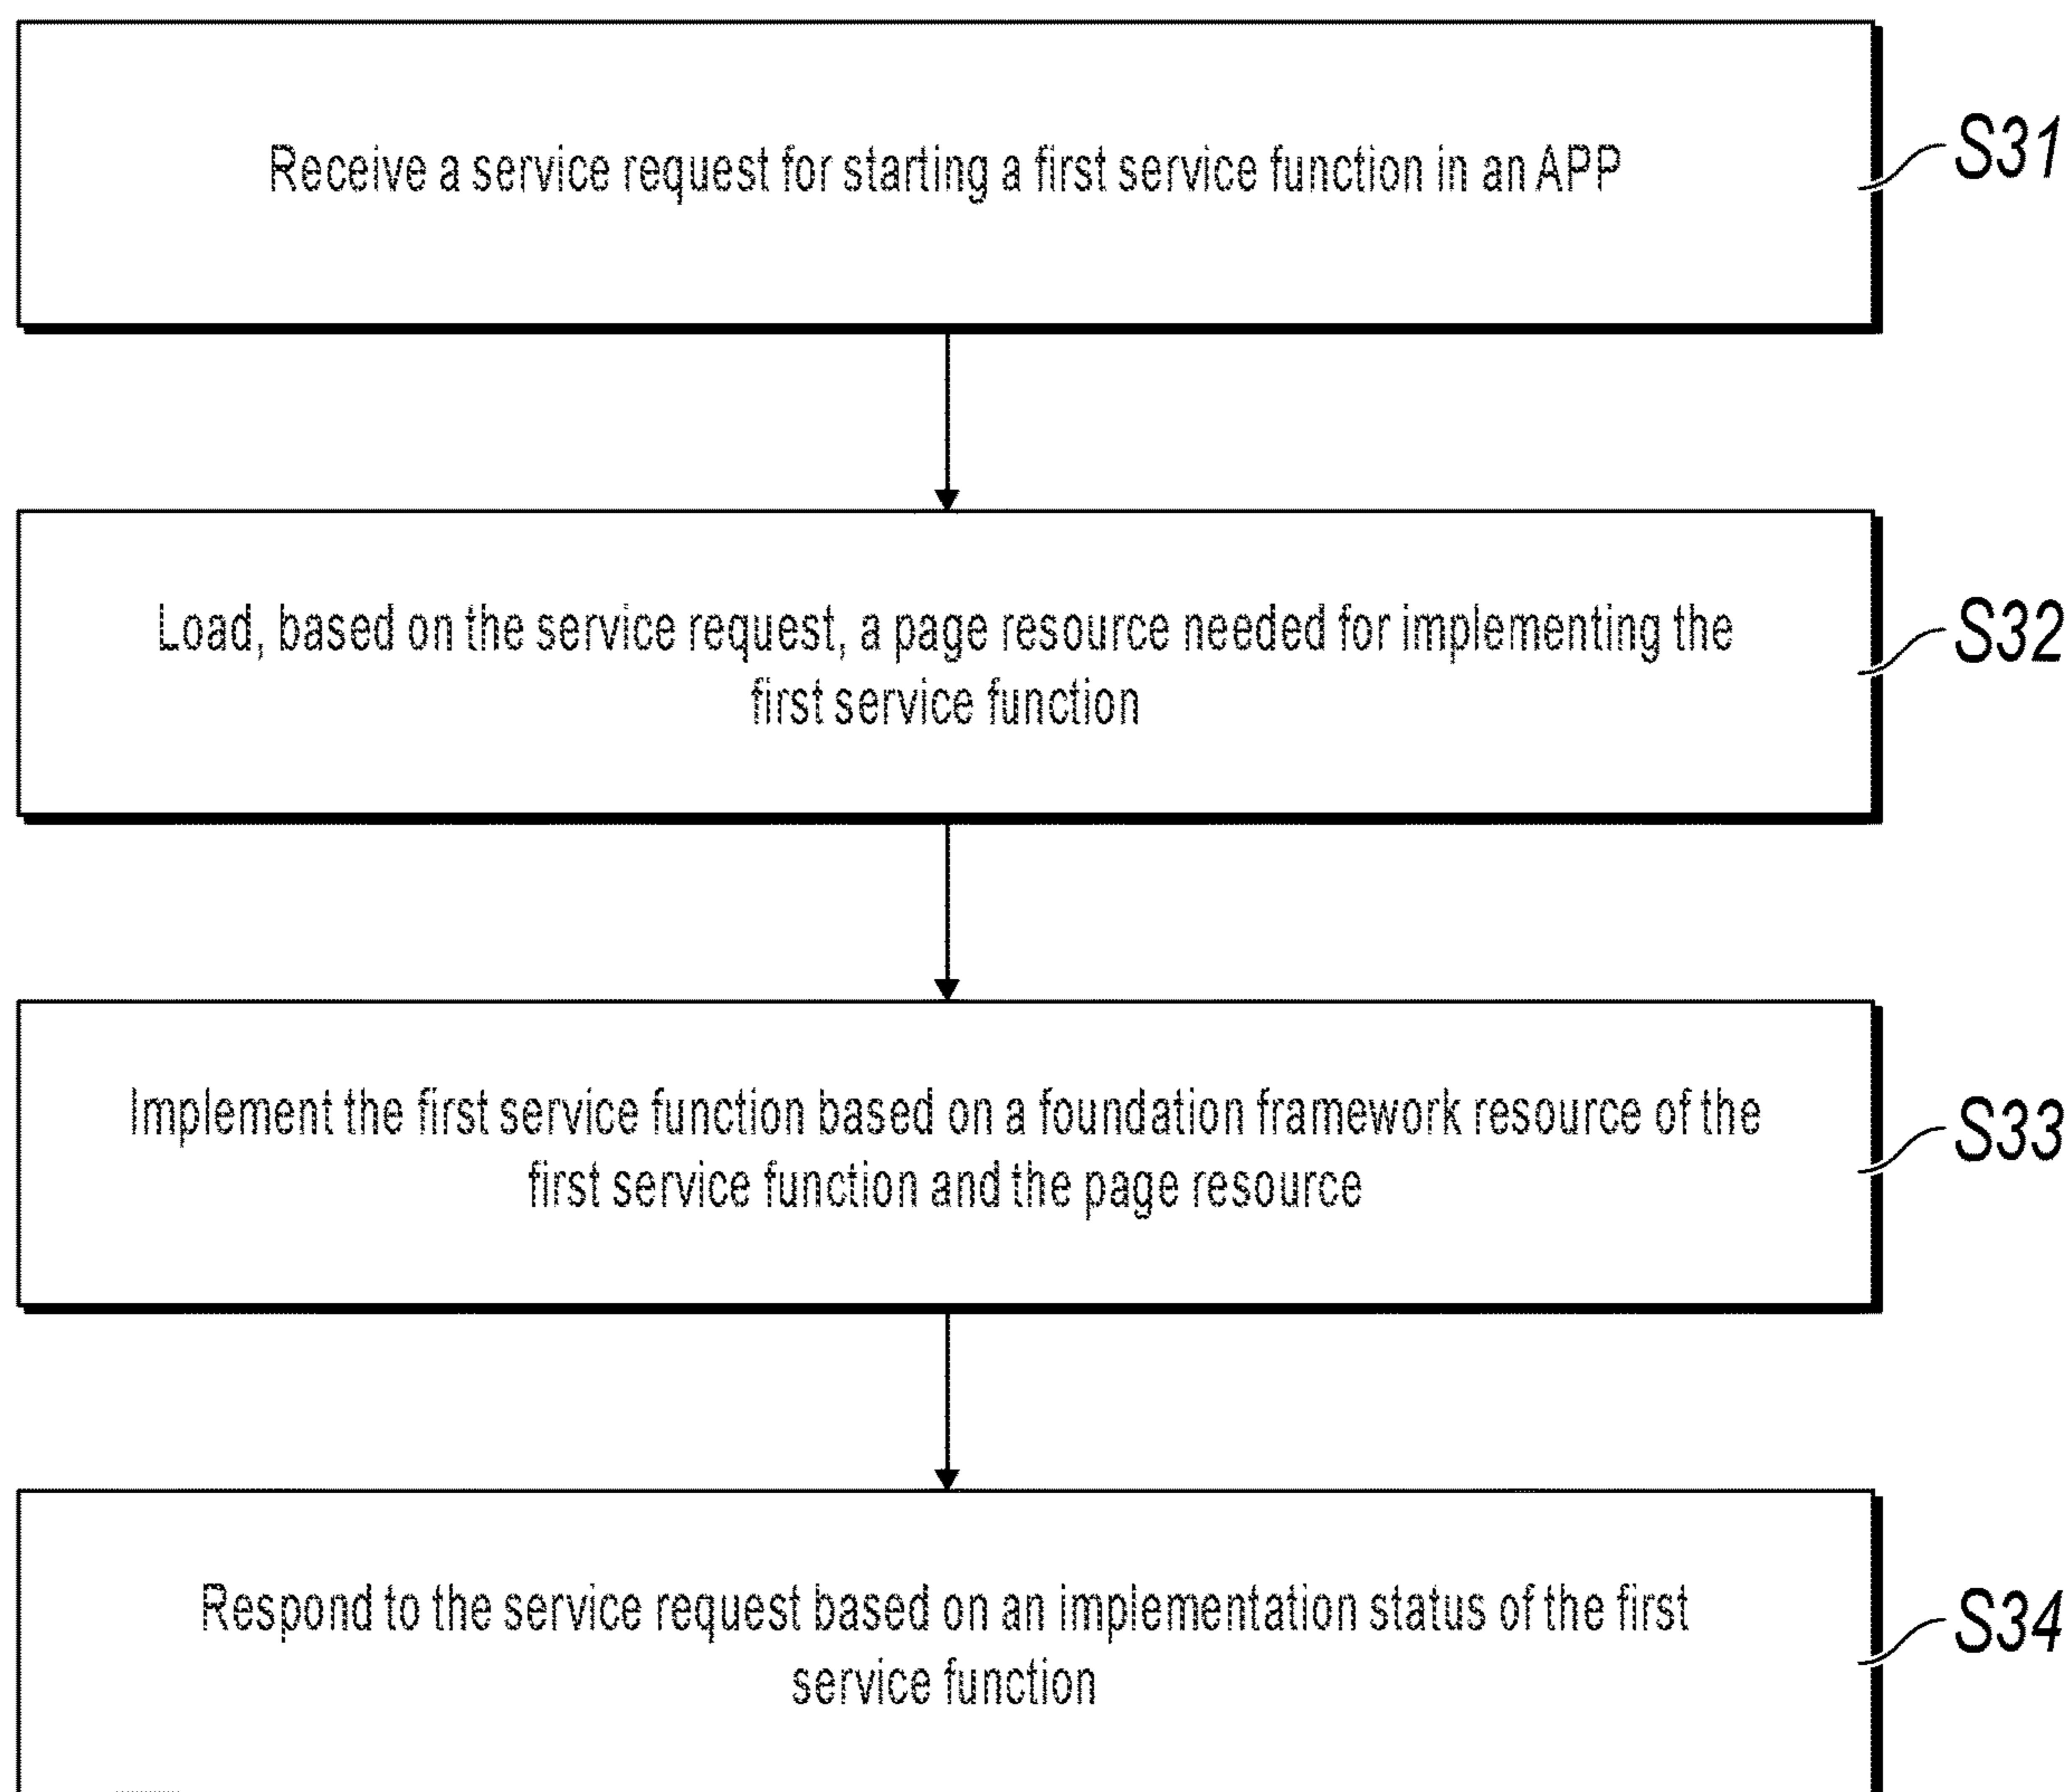 Receive a service request for starting a first service function in an APP
S31
Load, based on the service request, a page resource needed for implementing the
first service function
S32
Implement the first service function based on a foundation framework resource of the
first service function and the page resource
S33
Respond to the service request based on an implementation status of the first
service function
S34